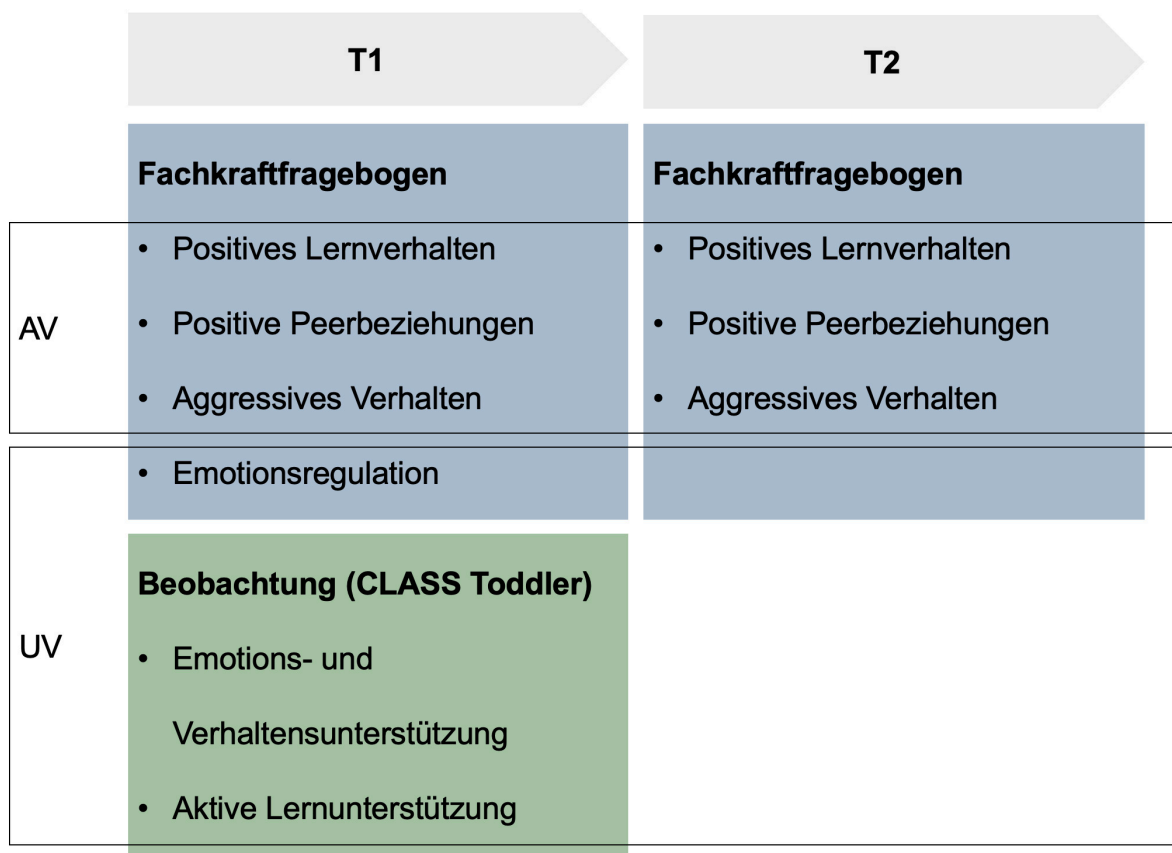 T1
T2
Fachkraftfragebogen
Fachkraftfragebogen
AV
• Positives Lernverhalten
• Positive Peerbeziehungen
• Aggressives Verhalten
• Positives Lernverhalten
• Positive Peerbeziehungen
• Aggressives Verhalten
UV
• Emotionsregulation
Beobachtung (CLASS Toddler)
• Emotions- und
Verhaltensunterstützung
• Aktive Lernunterstützung